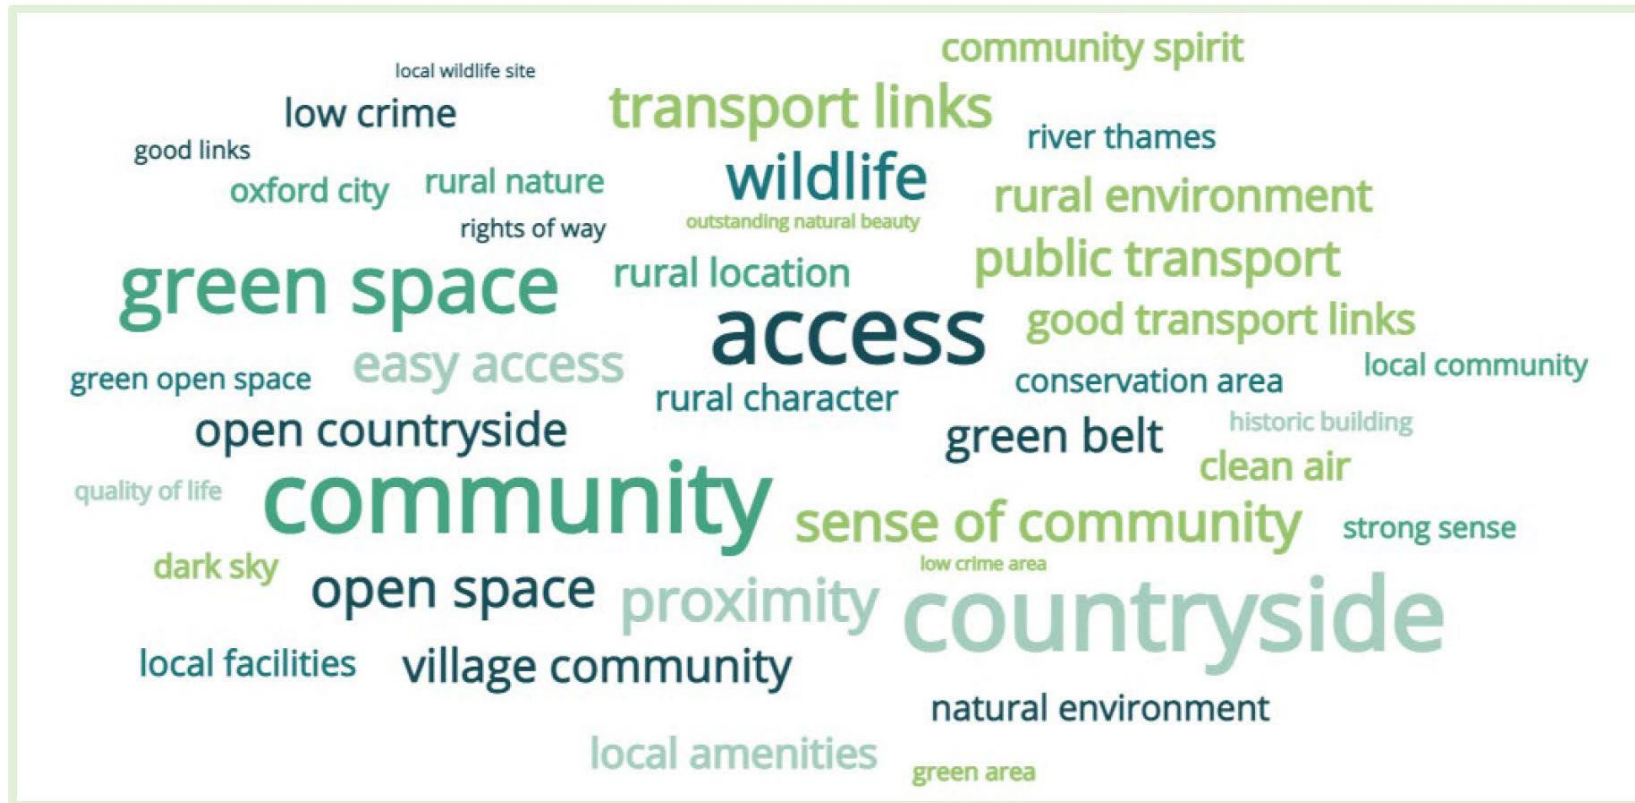 community spirit
local wildlife site
low crime
transport links
river thames
good links
oxford city
rural nature
wildlife
rural environment
rights of way
outstanding natural beauty
green space
rural location
public transport
access
good transport links
green open space
easy access
rural character
conservation area
local community
open countryside
green belt
historic building
clean air
quality of life
community
sense of community
strong sense
dark sky
open space
proximity
low crime area
countryside
local facilities
village community
natural environment
local amenities
green area